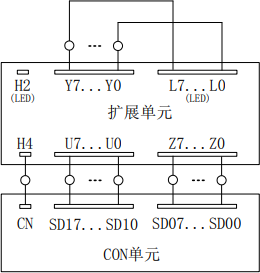 H2 Y7...Y0 L7...L0
(LED) (LED)
扩展单元
H4 U7...U0 Z7...Z0
CN SD17...SD10 SD07...SD00
CON单元